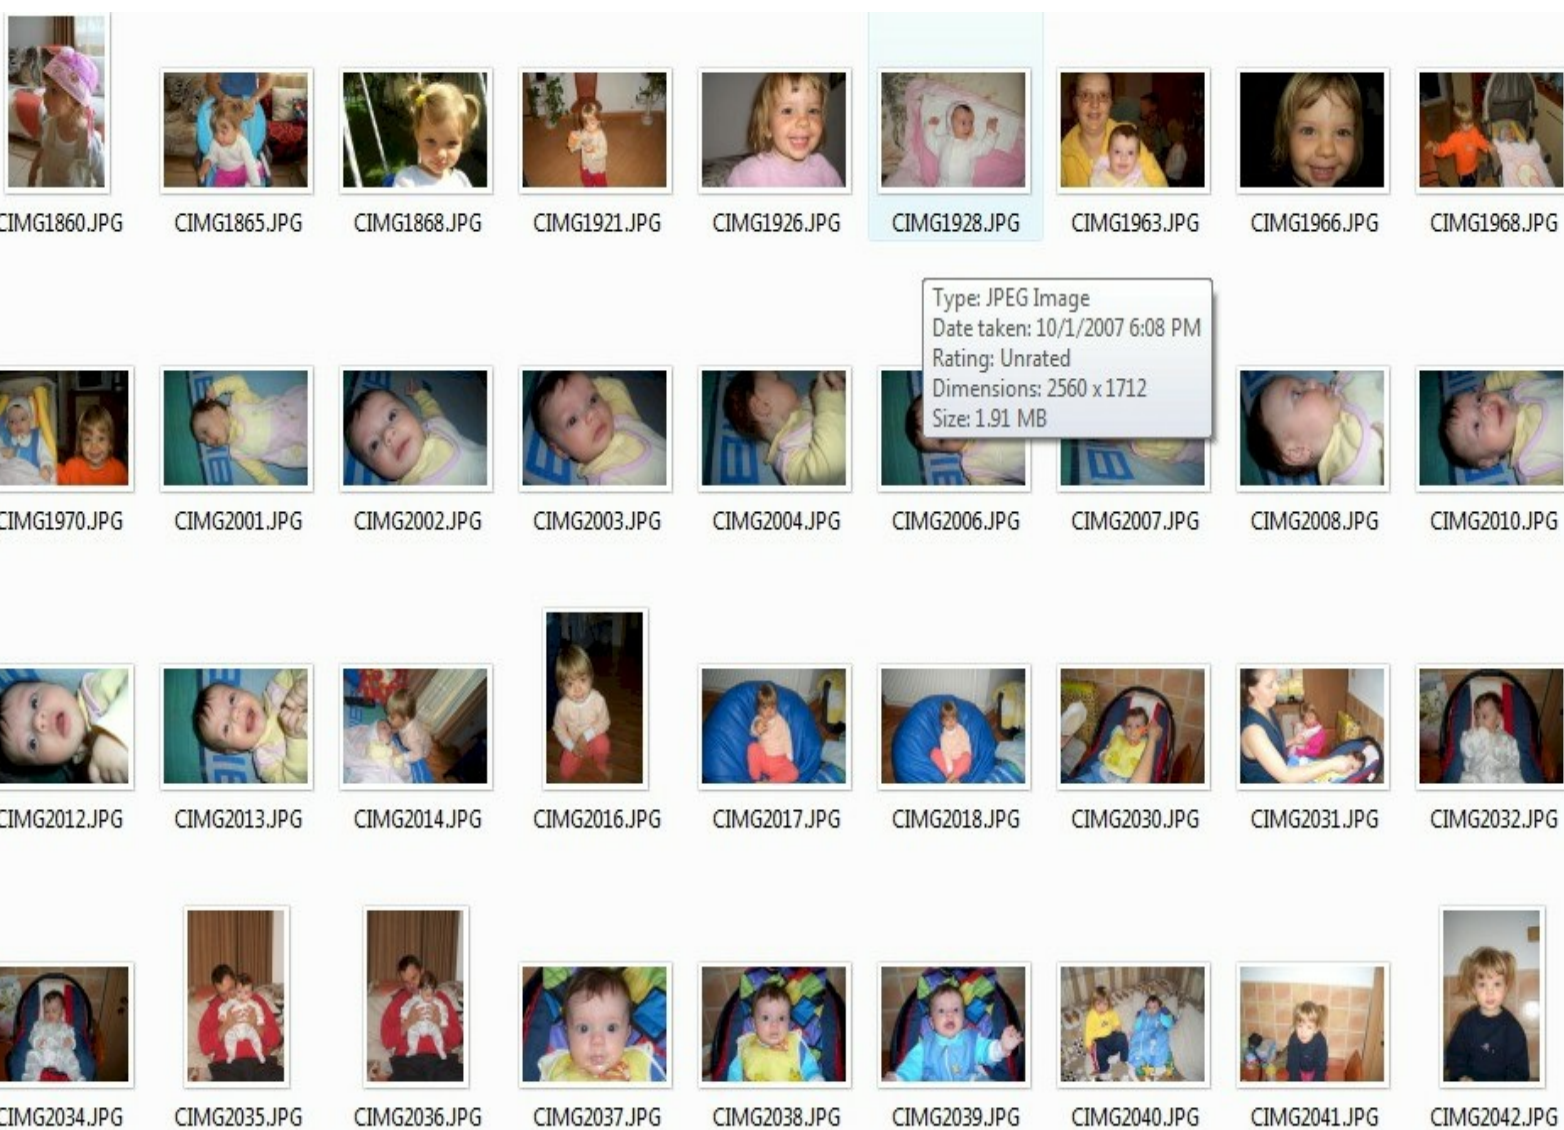 CIMG1860.JPG CIMG1865.JPG CIMG1868.JPG CIMG1921.JPG CIMG1926.JPG CIMG1928.JPG CIMG1963.JPG CIMG1966.JPG CIMG1968.JPG
Type: JPEG Image
Date taken: 10/1/2007 6:08 PM
Rating: Unrated
Dimensions: 2560 x 1712
Size: 1.91 MB
CIMG1970.JPG CIMG2001.JPG CIMG2002.JPG CIMG2003.JPG CIMG2004.JPG CIMG2006.JPG CIMG2007.JPG CIMG2008.JPG CIMG2010.JPG
CIMG2012.JPG CIMG2013.JPG CIMG2014.JPG CIMG2016.JPG CIMG2017.JPG CIMG2018.JPG CIMG2030.JPG CIMG2031.JPG CIMG2032.JPG
CIMG2034.JPG CIMG2035.JPG CIMG2036.JPG CIMG2037.JPG CIMG2038.JPG CIMG2039.JPG CIMG2040.JPG CIMG2041.JPG CIMG2042.JPG